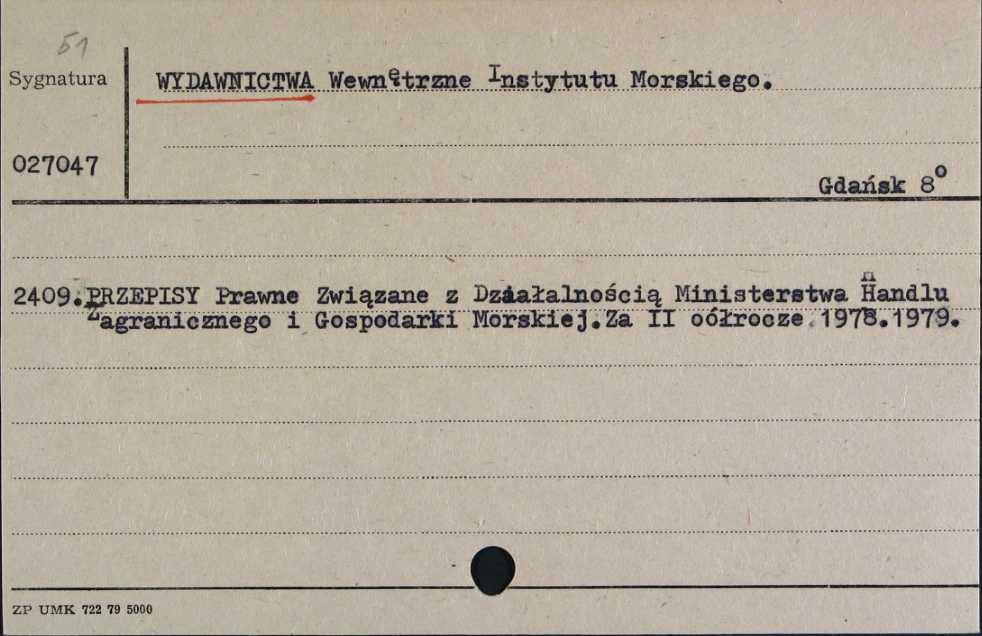 51
Sygnatura
WYDAWNICTWA Wewnętrzne Instytutu Morskiego.
027047
Gdańsk 8°
2409.PRZEPISY Prawne Związane z Działalnością Ministerstwa Handlu
Zagranicznego i Gospodarki Morskiej.Za II oółrocze 1978.1979.
ZP UMK 722 79 5000